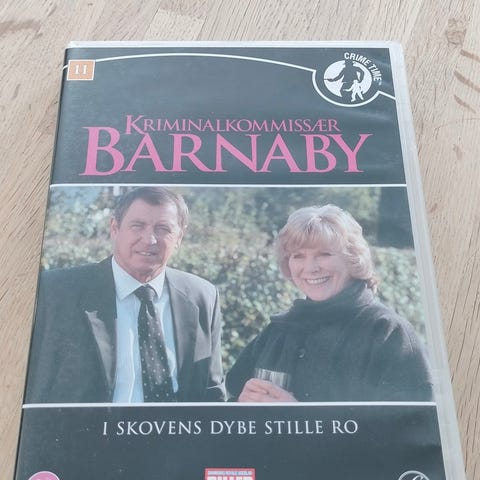 11
CRIME TIME
KRIMINALKOMMISSÆR
BARNABY
I SKOVENS DYBE STILLE RO